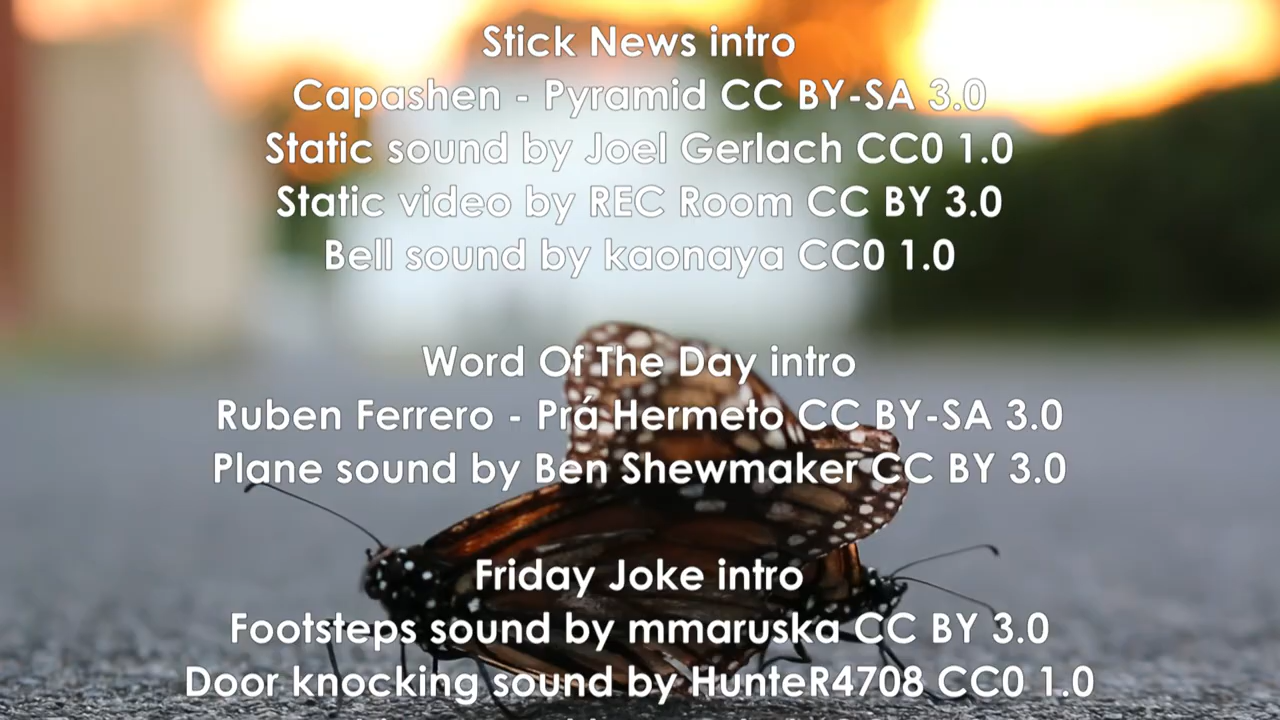 Stick News intro
Capashen - Pyramid CC BY-SA 3.0
Static sound by Joel Gerlach CC0 1.0
Static video by REC Room CC BY 3.0
Bell sound by kaonaya CC0 1.0
Word Of The Day intro
Ruben Ferrero - Prá Hermeto CC BY-SA 3.0
Plane sound by Ben Shewmaker CC BY 3.0
Friday Joke intro
Footsteps sound by mmaruska CC BY 3.0
Door knocking sound by HunteR4708 CC0 1.0